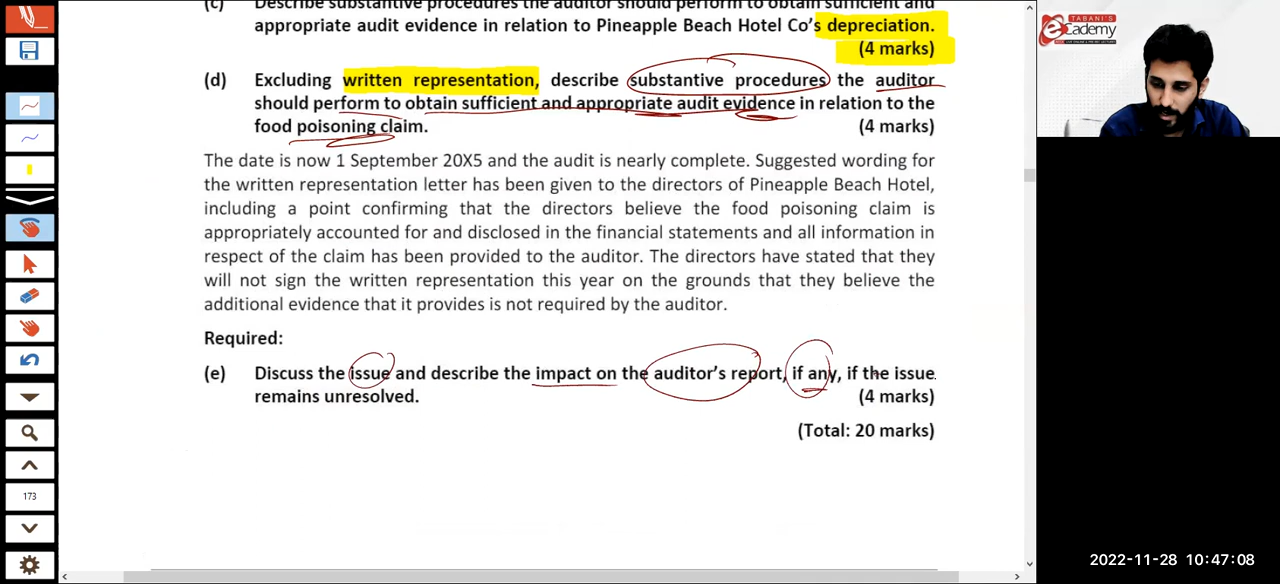 (c) Describe substantive procedures the auditor should perform to obtain sufficient and
appropriate audit evidence in relation to Pineapple Beach Hotel Co's depreciation.
(4 marks)
(d) Excluding written representation, describe substantive procedures the auditor
should perform to obtain sufficient and appropriate audit evidence in relation to the
food poisoning claim. (4 marks)
The date is now 1 September 20X5 and the audit is nearly complete. Suggested wording for
the written representation letter has been given to the directors of Pineapple Beach Hotel,
including a point confirming that the directors believe the food poisoning claim is
appropriately accounted for and disclosed in the financial statements and all information in
respect of the claim has been provided to the auditor. The directors have stated that they
will not sign the written representation this year on the grounds that they believe the
additional evidence that it provides is not required by the auditor.
Required:
(e) Discuss the issue and describe the impact on the auditor's report, if any, if the issue
remains unresolved. (4 marks)
(Total: 20 marks)
173
TABANI'S
eCademy
2022-11-28 10:47:08